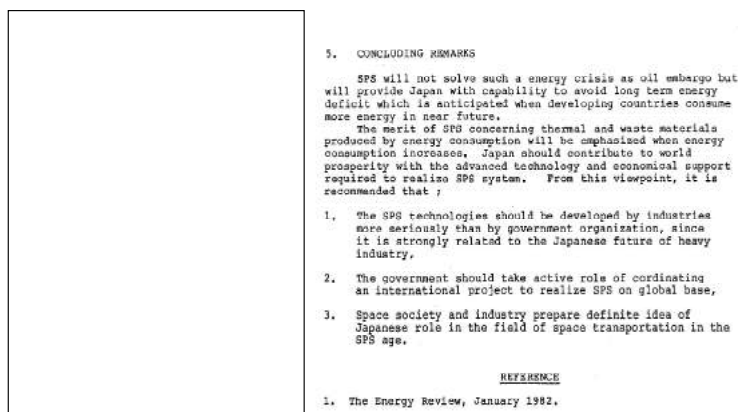 5. CONCLUDING REMARKS
SPS will not solve such a energy crisis as oil embargo but
will provide Japan with capability to avoid long term energy
deficit which is anticipated when developing countries consume
more energy in near future.
The merit of SPS concerning thermal and waste materials
produced by energy consumption will be emphasized when energy
consumption increases. Japan should contribute to world
prosperity with the advanced technology and economical support
required to realize SPS system. From this viewpoint, it is
recommended that ;
1. The SPS technologies should be developed by industries
more seriously than by government organization, since
it is strongly related to the Japanese future of heavy
industry.
2. The government should take active role of cordinating
an international project to realize SPS on global base,
3. Space society and industry prepare definite idea of
Japanese role in the field of space transportation in the
SPS age.
REFERENCE
1. The Energy Review, January 1982.